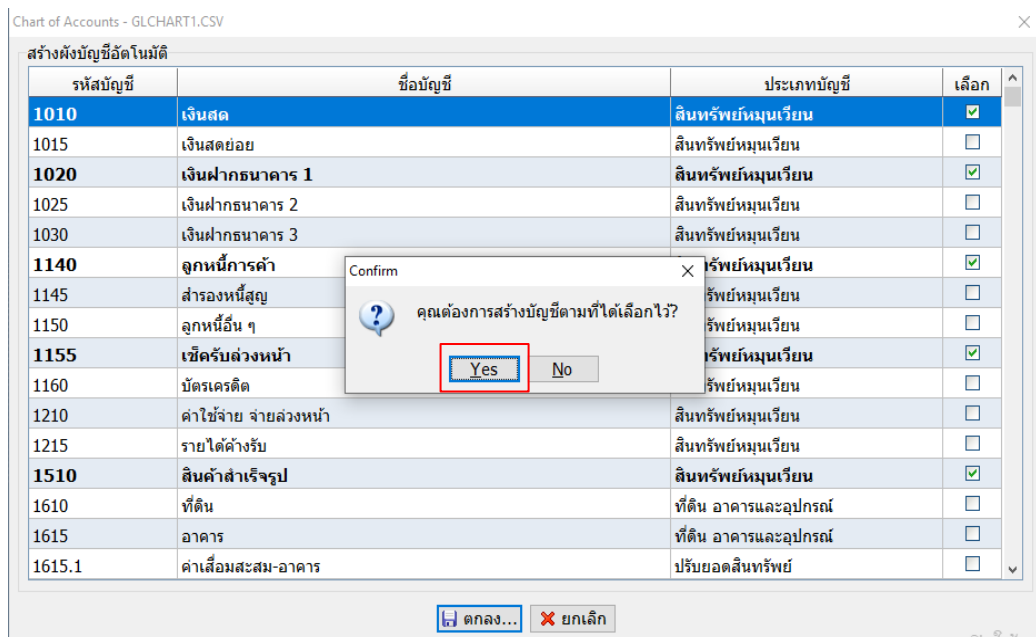 Chart of Accounts - GLCHART1.CSV
สร้างผังบัญชีอัตโนมัติ
รหัสบัญชี ชื่อบัญชี ประเภทบัญชี เลือก
1010 เงินสด สินทรัพย์หมุนเวียน
1015 เงินสดย่อย สินทรัพย์หมุนเวียน
1020 เงินฝากธนาคาร 1 สินทรัพย์หมุนเวียน
1025 เงินฝากธนาคาร 2 สินทรัพย์หมุนเวียน
1030 เงินฝากธนาคาร 3 สินทรัพย์หมุนเวียน
1140 ลูกหนี้การค้า
1145 สำรองหนี้สูญ
1150 ลูกหนี้อื่น ๆ
1155 เช็ครับล่วงหน้า
1160 บัตรเครดิต
1210 ค่าใช้จ่าย จ่ายล่วงหน้า สินทรัพย์หมุนเวียน
1215 รายได้ค้างรับ สินทรัพย์หมุนเวียน
1510 สินค้าสำเร็จรูป สินทรัพย์หมุนเวียน
1610 ที่ดิน ที่ดิน อาคารและอุปกรณ์
1615 อาคาร ที่ดิน อาคารและอุปกรณ์
1615.1 ค่าเสื่อมสะสม-อาคาร ปรับยอดสินทรัพย์
Confirm
คุณต้องการสร้างบัญชีตามที่ได้เลือกไว้?
Yes No
ตกลง... ยกเลิก